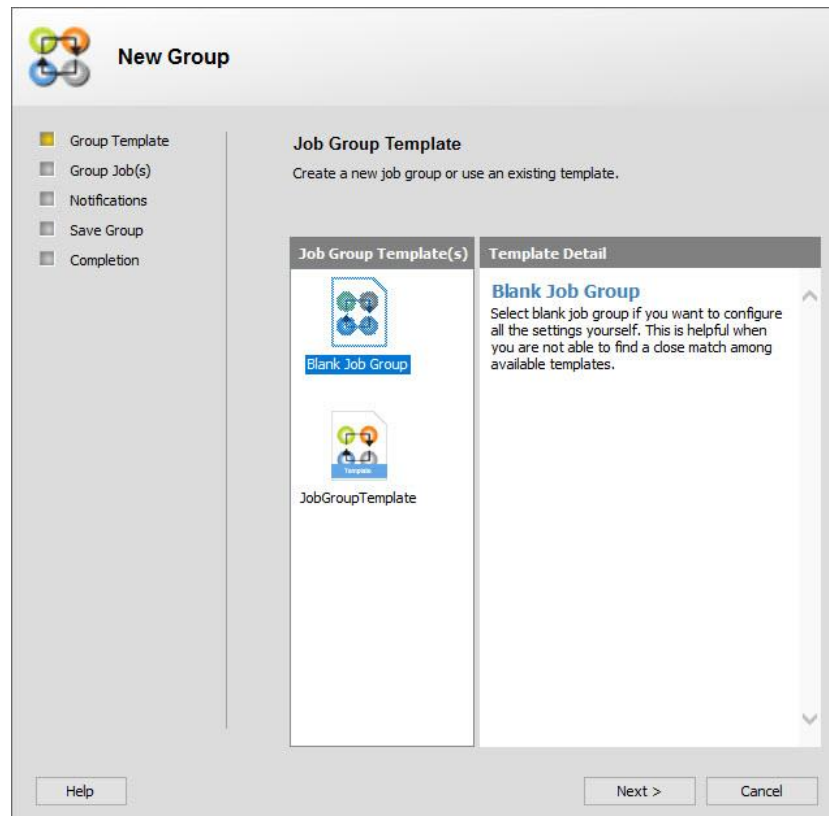 New Group
Group Template
Group Job(s)
Notifications
Save Group
Completion
Job Group Template
Create a new job group or use an existing template.
Job Group Template(s)
Template Detail
Blank Job Group
Template
JobGroupTemplate
Blank Job Group
Select blank job group if you want to configure
all the settings yourself. This is helpful when
you are not able to find a close match among
available templates.
Help
Next >
Cancel